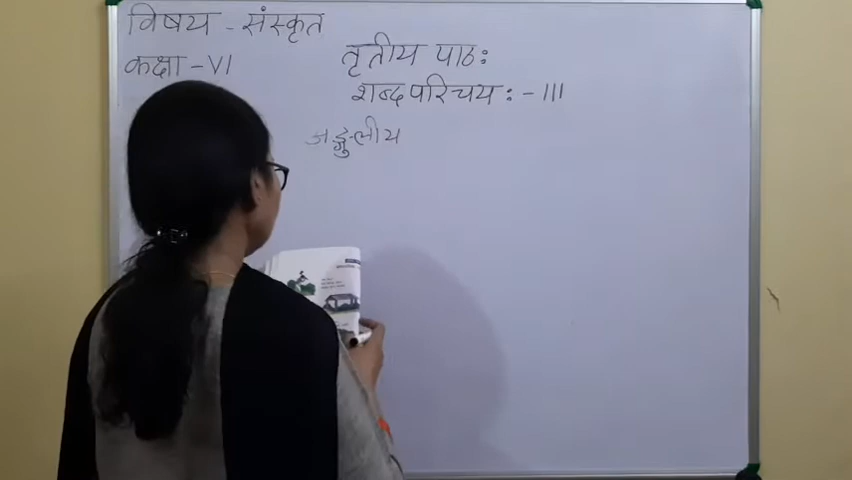 विषय - संस्कृत
कक्षा - VI
तृतीय पाठ:
शब्दपरिचय: - III
अङ्गुलीय